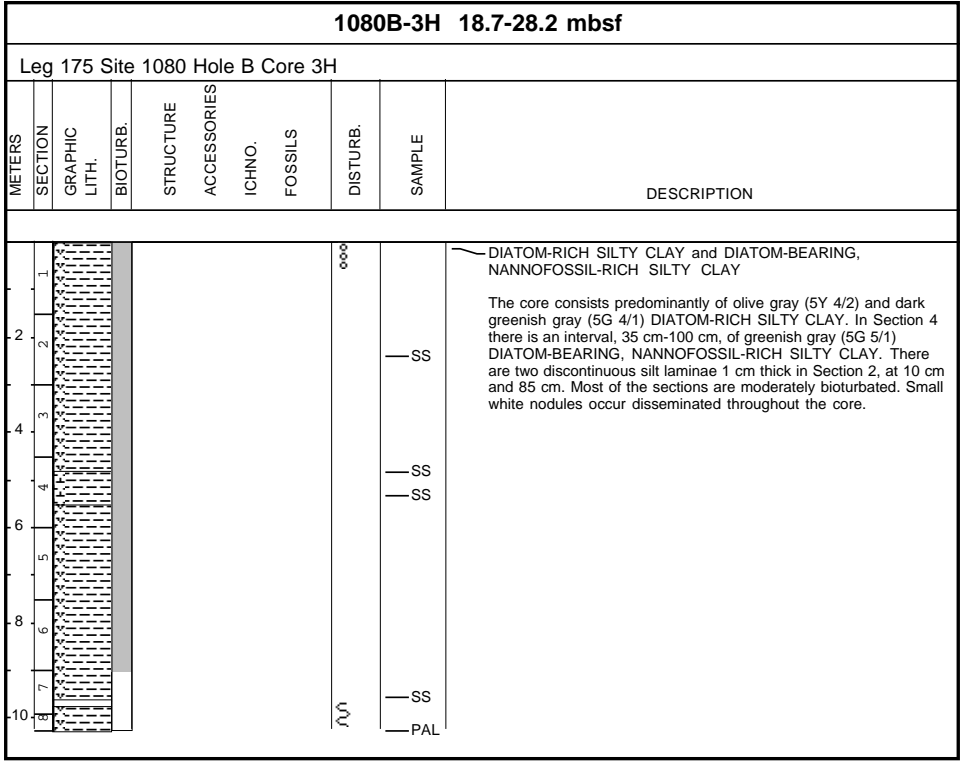 1080B-3H 18.7-28.2 mbsf
Leg 175 Site 1080 Hole B Core 3H
METERS
SECTION
GRAPHIC
LITH.
BIOTURB.
STRUCTURE
ACCESSORIES
ICHNO.
FOSSILS
DISTURB.
SAMPLE
DESCRIPTION
1
2
2
3
4
4
6
5
8
6
7
10
8
SS
SS
SS
SS
PAL
DIATOM-RICH SILTY CLAY and DIATOM-BEARING,
NANNOFOSSIL-RICH SILTY CLAY
The core consists predominantly of olive gray (5Y 4/2) and dark
greenish gray (5G 4/1) DIATOM-RICH SILTY CLAY. In Section 4
there is an interval, 35 cm-100 cm, of greenish gray (5G 5/1)
DIATOM-BEARING, NANNOFOSSIL-RICH SILTY CLAY. There
are two discontinuous silt laminae 1 cm thick in Section 2, at 10 cm
and 85 cm. Most of the sections are moderately bioturbated. Small
white nodules occur disseminated throughout the core.